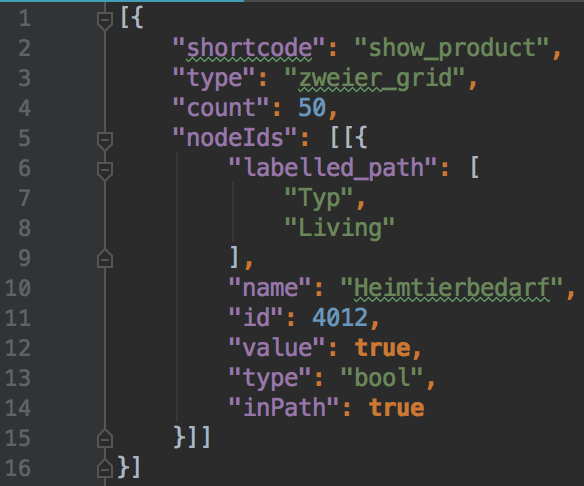 1 [{
2     "shortcode": "show_product",
3     "type": "zweier_grid",
4     "count": 50,
5     "nodeIds": [[{
6         "labelled_path": [
7             "Typ",
8             "Living"
9         ],
10         "name": "Heimtierbedarf",
11         "id": 4012,
12         "value": true,
13         "type": "bool",
14         "inPath": true
15     }]]
16 }]